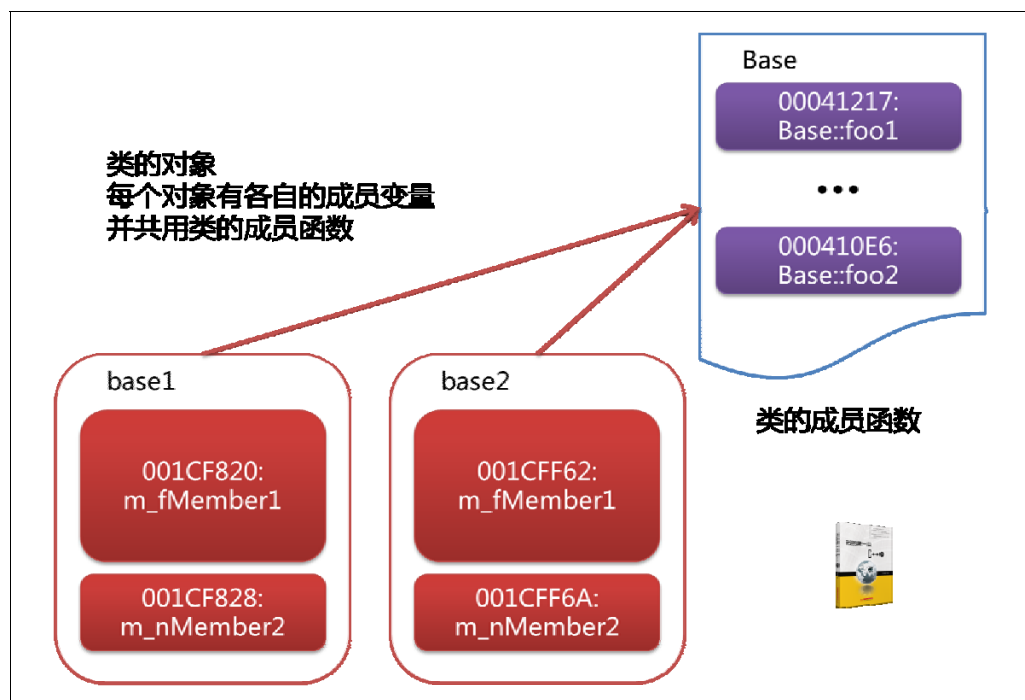 Base
00041217:
Base::foo1
•••
000410E6:
Base::foo2
类的对象
每个对象有各自的成员变量
并共用类的成员函数
base1
001CF820:
m_fMember1
001CF828:
m_nMember2
base2
001CFF62:
m_fMember1
001CFF6A:
m_nMember2
类的成员函数